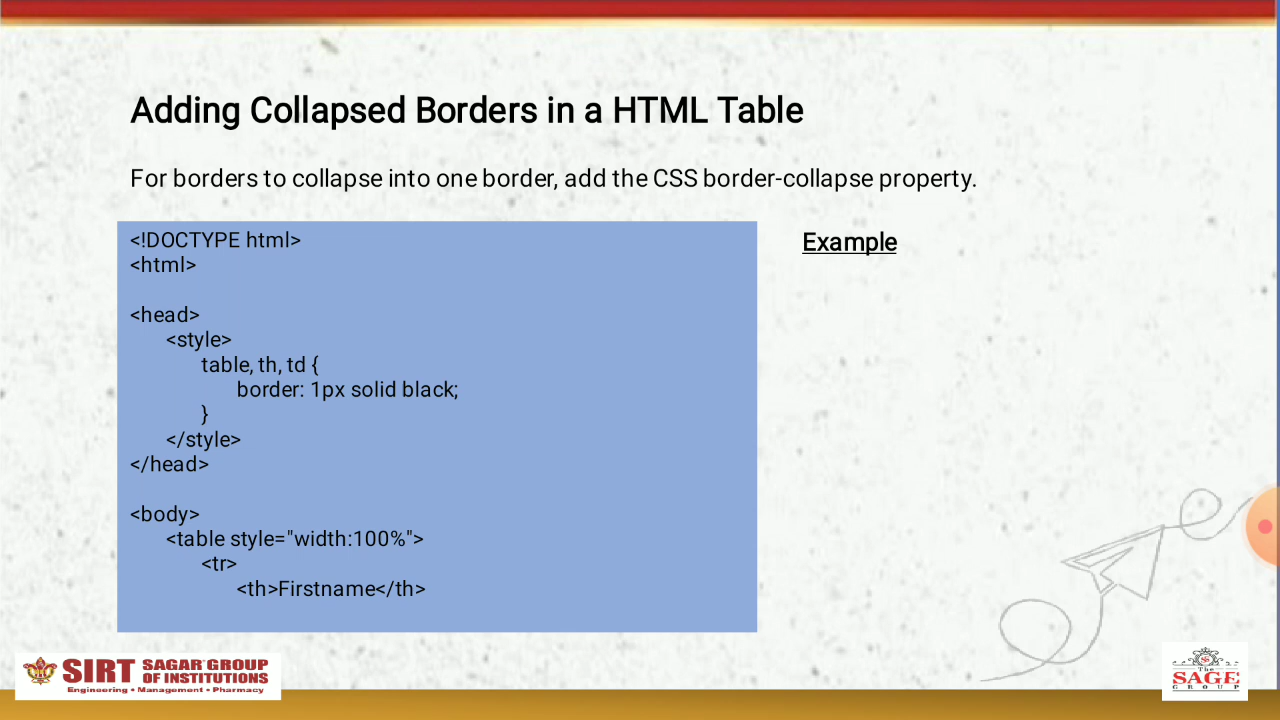 Adding Collapsed Borders in a HTML Table
For borders to collapse into one border, add the CSS border-collapse property.
<!DOCTYPE html>
<html>
<head>
<style>
table, th, td {
border: 1px solid black;
}
</style>
</head>
<body>
<table style="width:100%">
<tr>
<th>Firstname</th>
Example
SIRT SAGAR GROUP OF INSTITUTIONS
Engineering • Management • Pharmacy
The
SAGE
GROUP